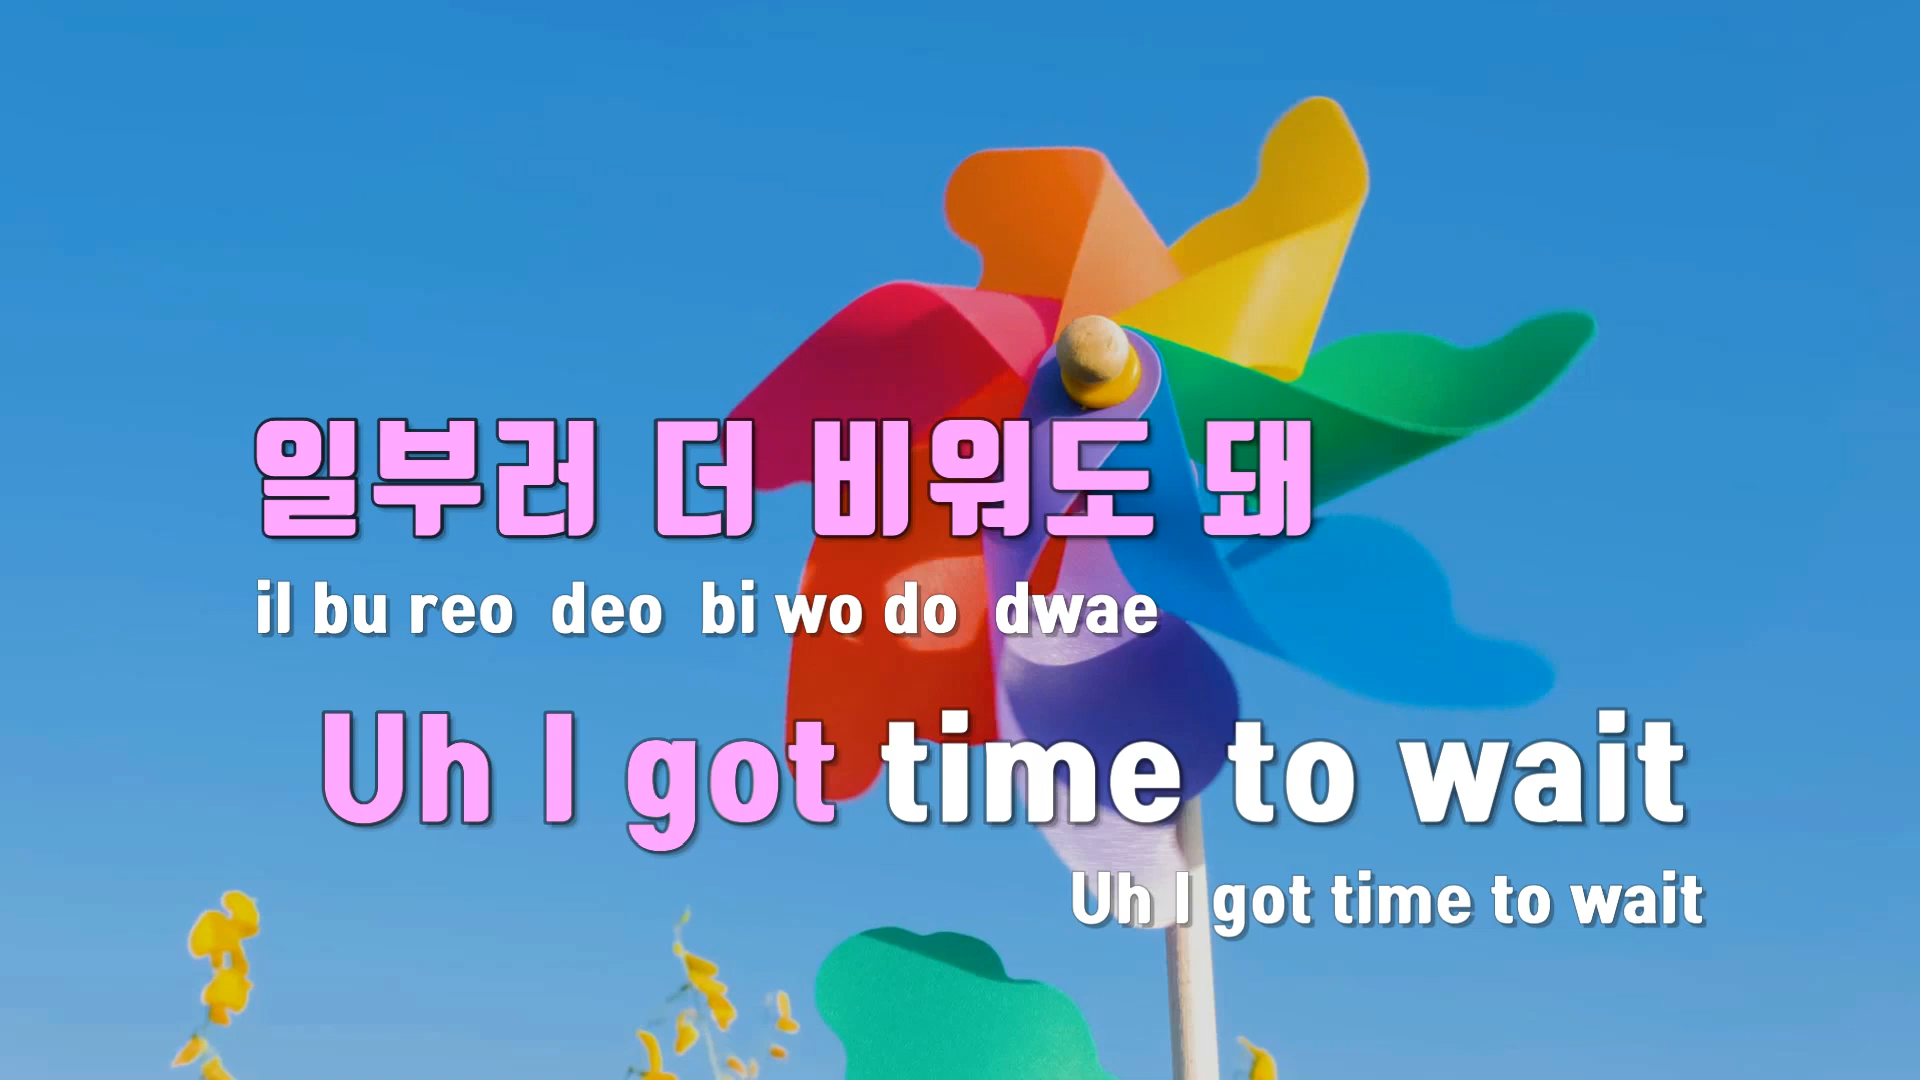 일부러 더 비워도 돼
il bu reo deo bi wo do dwae
Uh I got time to wait
Uh I got time to wait